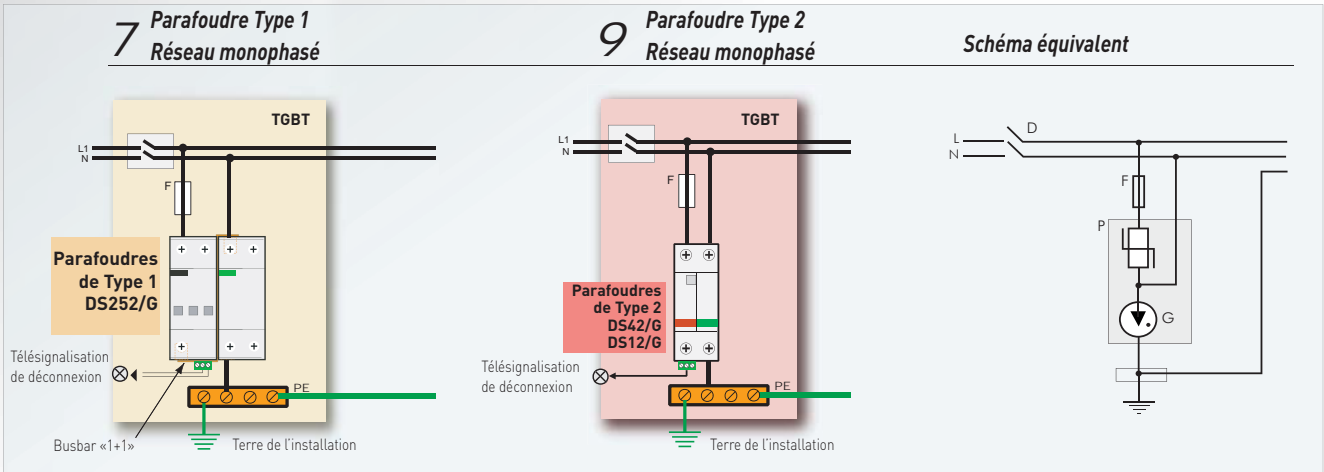 7
Parafoudre Type 1
Réseau monophasé
TGBT
L1
N
F
Parafoudres
de Type 1
DS252/G
Télésignalisation
de déconnexion
PE
Busbar «1+1»
Terre de l'installation
9
Parafoudre Type 2
Réseau monophasé
TGBT
L1
N
F
Parafoudres
de Type 2
DS42/G
DS12/G
Télésignalisation
de déconnexion
PE
Terre de l'installation
Schéma équivalent
L
D
N
F
P
G